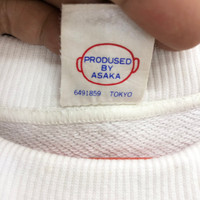 PRODUSED
BY
ASAKA
6491859 TOKYO